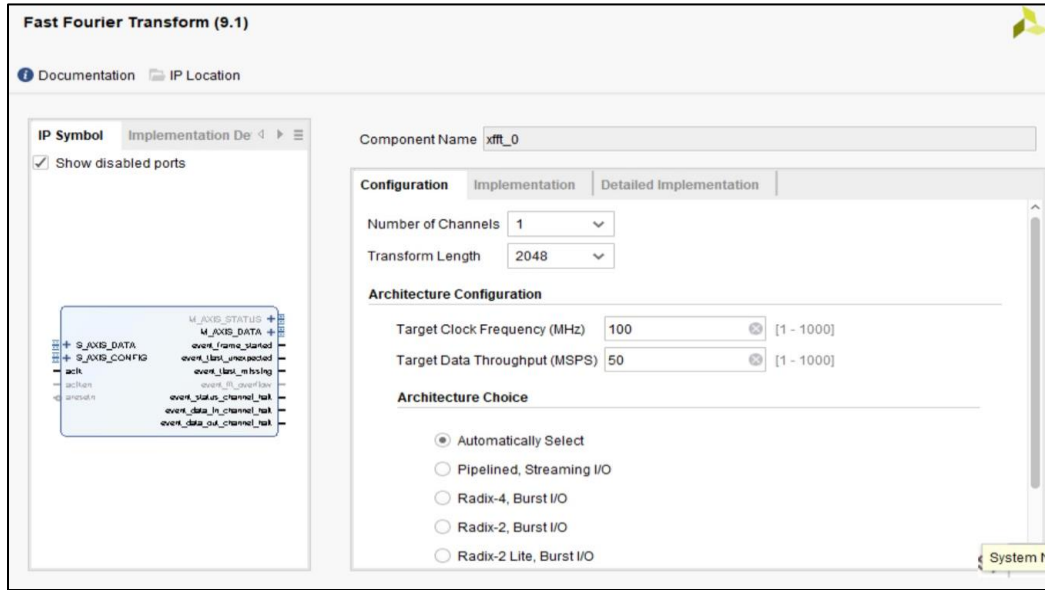 Fast Fourier Transform (9.1)
Documentation IP Location
IP Symbol Implementation De
Show disabled ports
M_AXIS_STATUS
M_AXIS_DATA
S_AXIS_DATA
event_frame_started
S_AXIS_CONFIG
event_tlast_unexpected
aclk
event_tlast_missing
aclken
event_fft_overflow
aresetn
event_status_channel_halt
event_data_in_channel_halt
event_data_out_channel_halt
Component Name xfft_0
Configuration Implementation Detailed Implementation
Number of Channels 1
Transform Length 2048
Architecture Configuration
Target Clock Frequency (MHz) 100 [1 - 1000]
Target Data Throughput (MSPS) 50 [1 - 1000]
Architecture Choice
Automatically Select
Pipelined, Streaming I/O
Radix-4, Burst I/O
Radix-2, Burst I/O
Radix-2 Lite, Burst I/O
System